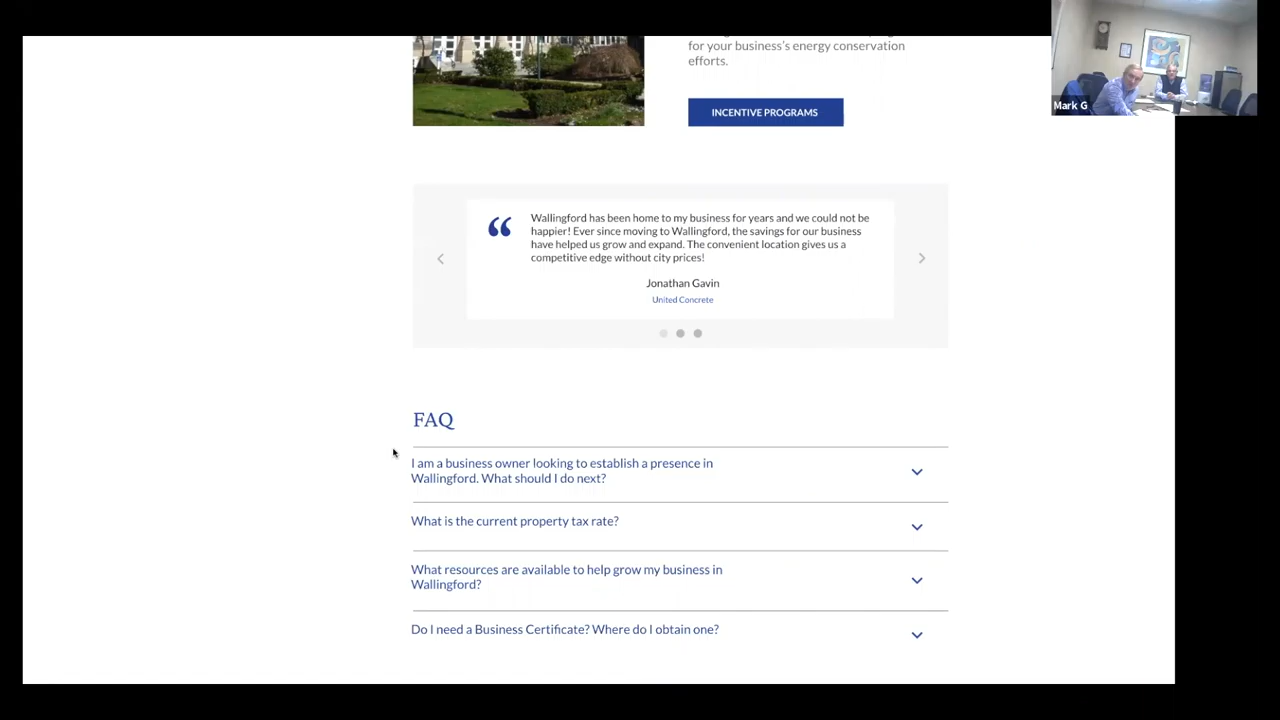 for your business's energy conservation
efforts.
INCENTIVE PROGRAMS
Mark G
“
Wallingford has been home to my business for years and we could not be
happier! Ever since moving to Wallingford, the savings for our business
have helped us grow and expand. The convenient location gives us a
competitive edge without city prices!
Jonathan Gavin
United Concrete
FAQ
I am a business owner looking to establish a presence in
Wallingford. What should I do next?
What is the current property tax rate?
What resources are available to help grow my business in
Wallingford?
Do I need a Business Certificate? Where do I obtain one?